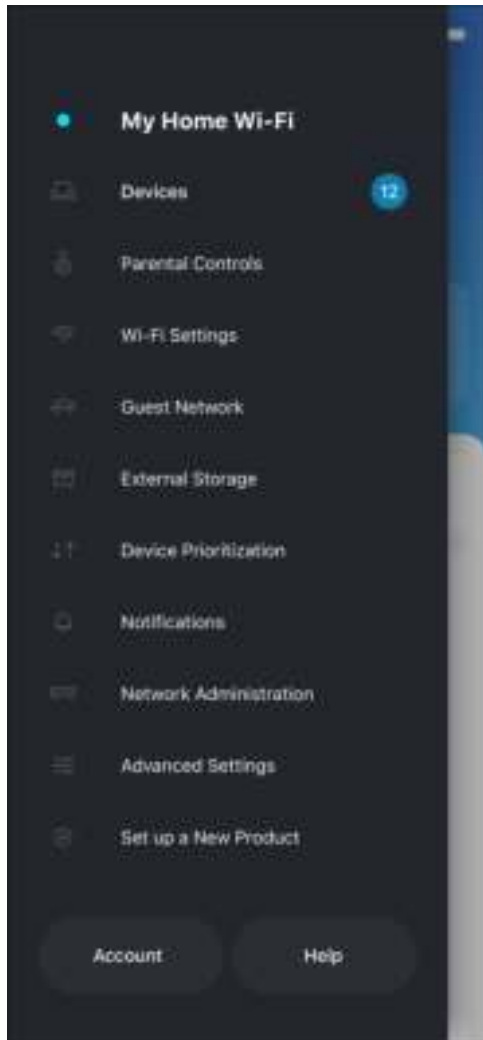 My Home Wi-Fi
Devices 12
Parental Controls
Wi-Fi Settings
Guest Network
External Storage
Device Prioritization
Notifications
Network Administration
Advanced Settings
Set up a New Product
Account Help